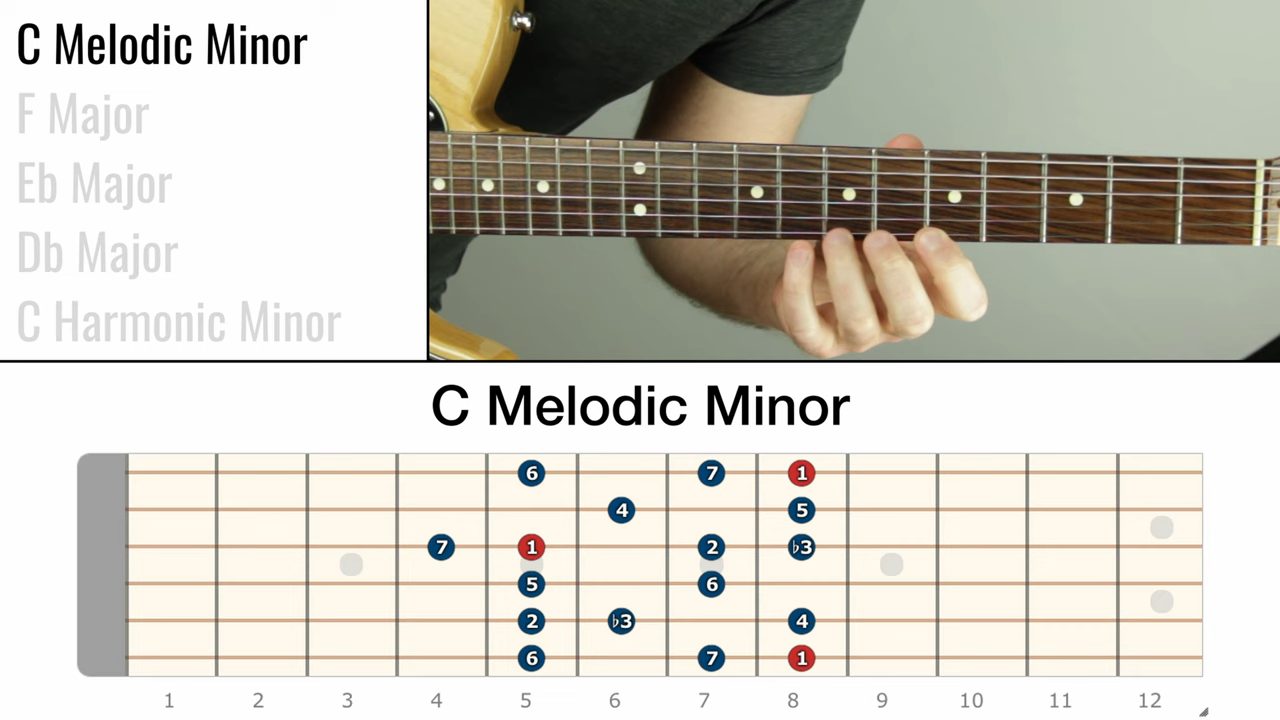 C Melodic Minor
F Major
Eb Major
Db Major
C Harmonic Minor
C Melodic Minor
6 7 1
4 5
7 1 2 ♭3
5 6
2 ♭3 4
6 7 1
1 2 3 4 5 6 7 8 9 10 11 12